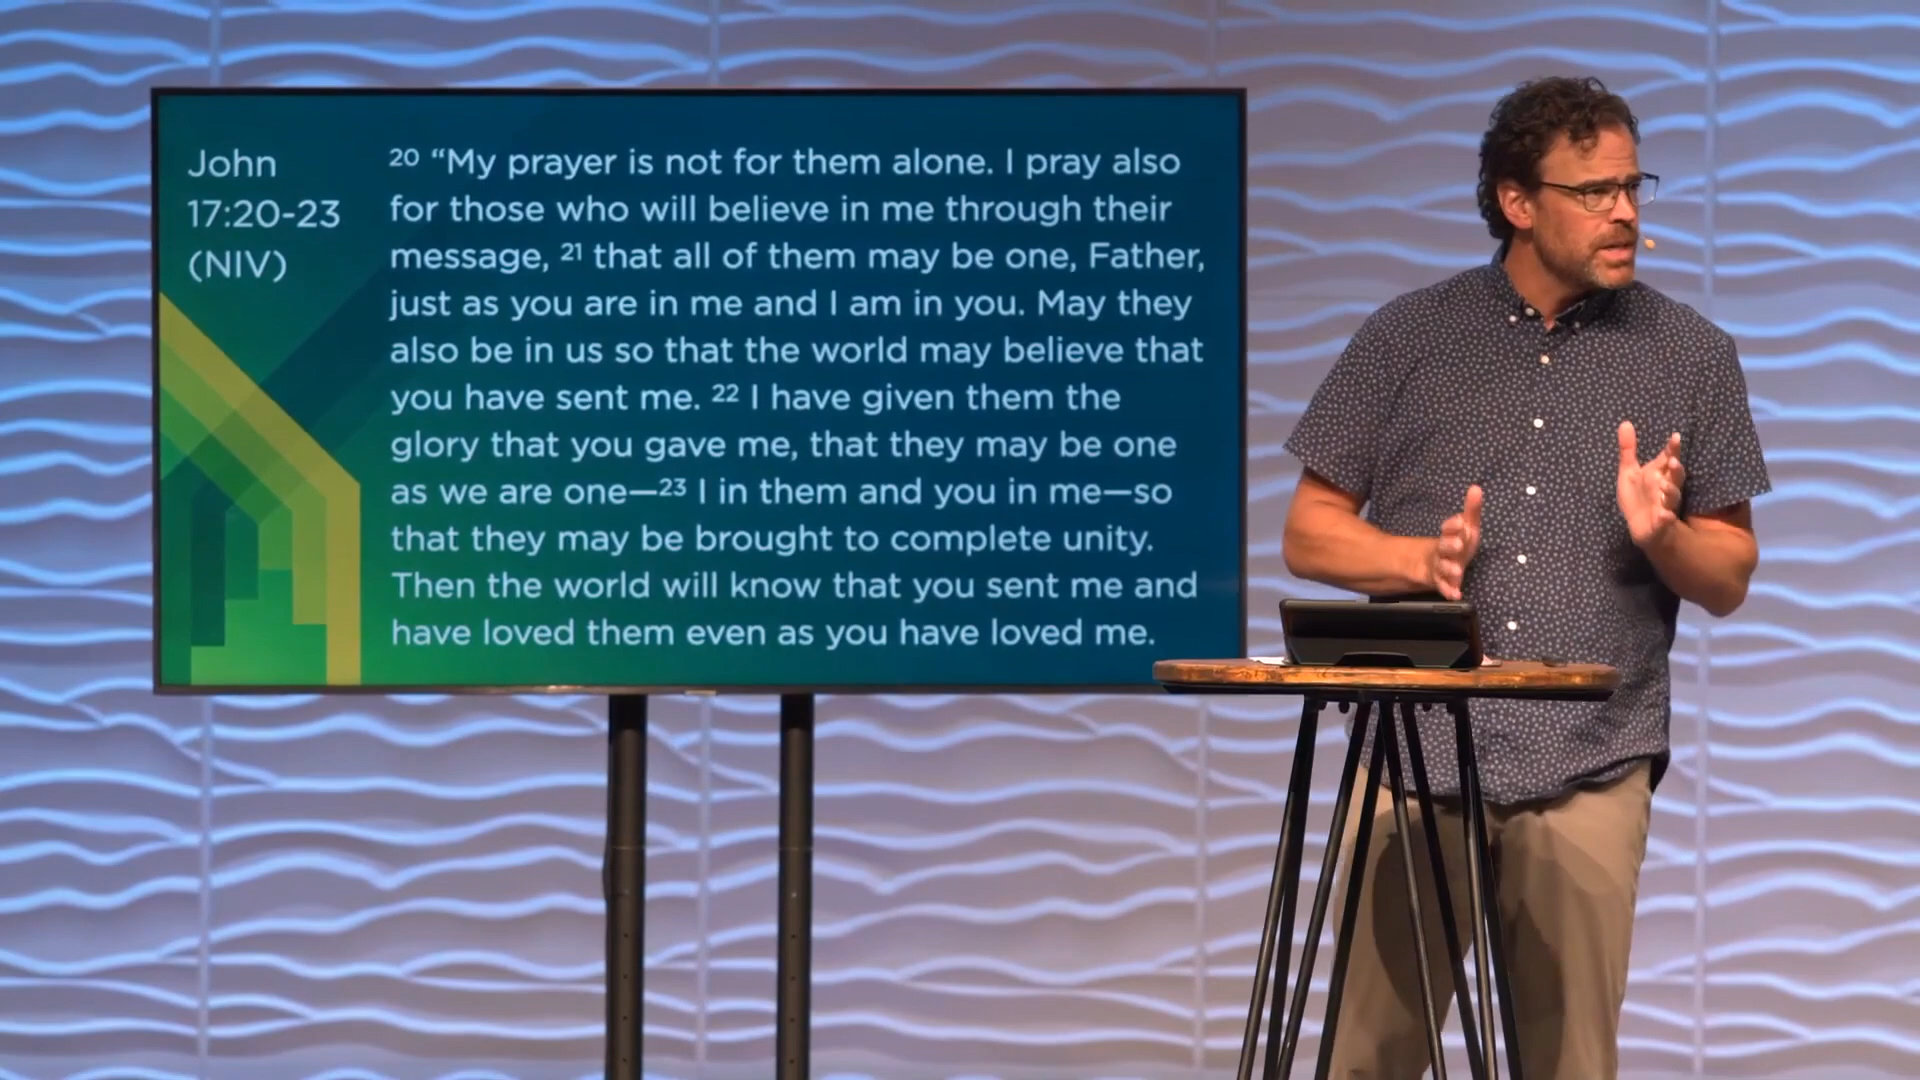 John
17:20-23
(NIV)
20 “My prayer is not for them alone. I pray also
for those who will believe in me through their
message, 21 that all of them may be one, Father,
just as you are in me and I am in you. May they
also be in us so that the world may believe that
you have sent me. 22 I have given them the
glory that you gave me, that they may be one
as we are one—23 I in them and you in me—so
that they may be brought to complete unity.
Then the world will know that you sent me and
have loved them even as you have loved me.